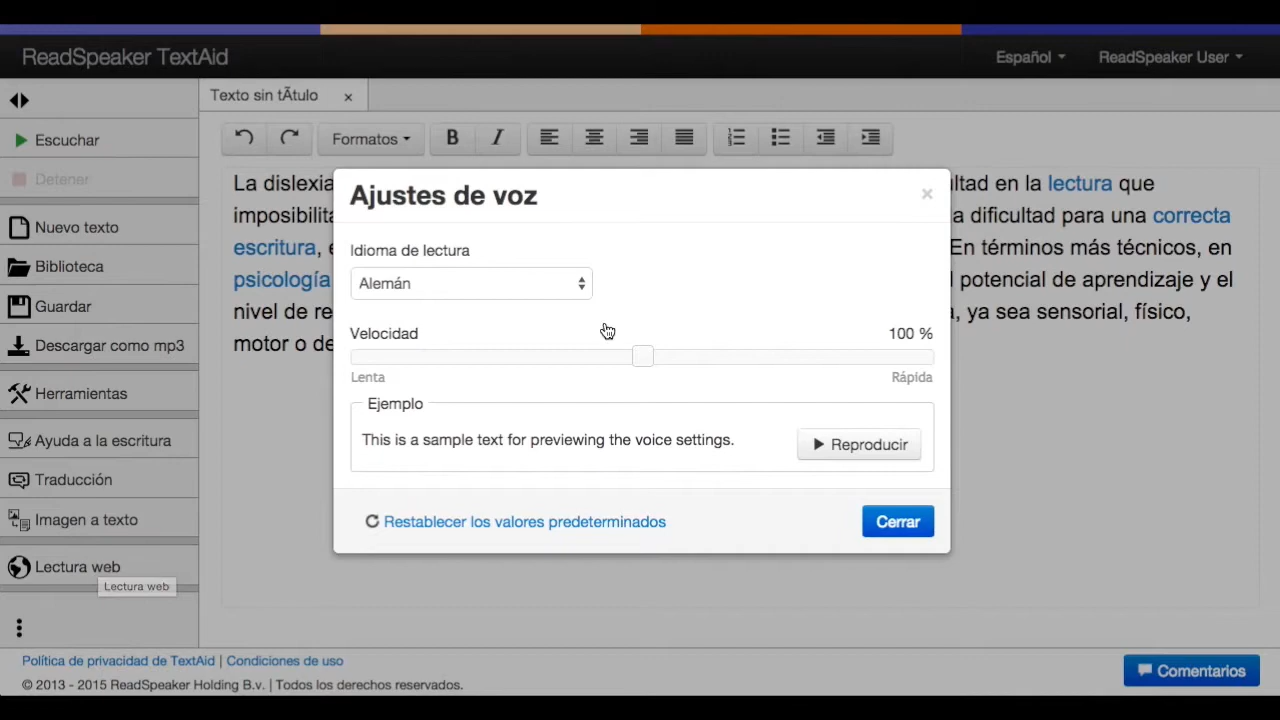 ReadSpeaker TextAid
Español
ReadSpeaker User
Texto sin tÃtulo ×
Escuchar
Detener
Nuevo texto
Biblioteca
Guardar
Descargar como mp3
Herramientas
Ayuda a la escritura
Traducción
Imagen a texto
Lectura web
Lectura web
Formatos
B
I
La dislexia ultad en la lectura que
imposibilita a dificultad para una correcta
escritura, e En términos más técnicos, en
psicología l potencial de aprendizaje y el
nivel de re , ya sea sensorial, físico,
motor o de
Ajustes de voz ×
Idioma de lectura
Alemán
Velocidad 100 %
Lenta Rápida
Ejemplo
This is a sample text for previewing the voice settings. Reproducir
Restablecer los valores predeterminados Cerrar
Política de privacidad de TextAid | Condiciones de uso
© 2013 - 2015 ReadSpeaker Holding B.v. | Todos los derechos reservados.
Comentarios